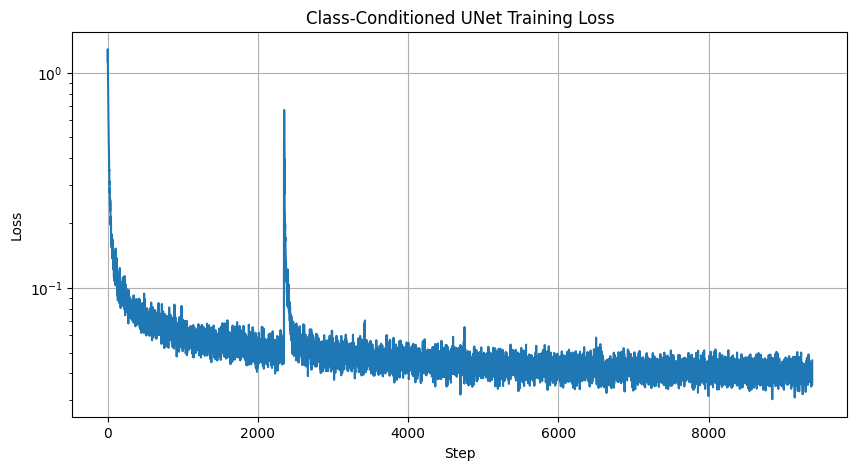 Class-Conditioned UNet Training Loss
10^0
10^-1
Loss
0 2000 4000 6000 8000
Step